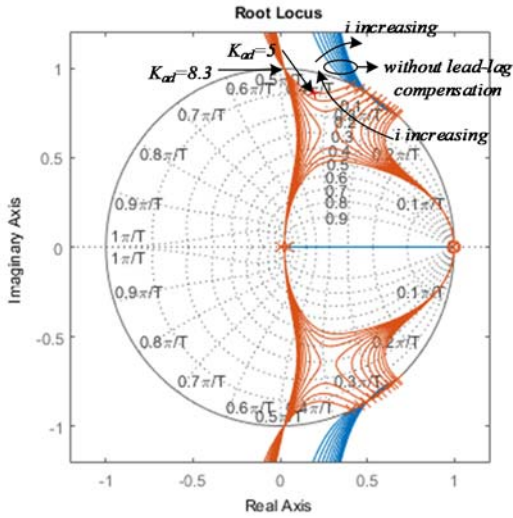 Root Locus
i increasing
K_ad=5
K_ad=8.3
without lead-lag
compensation
i increasing
1
0.5
0
-0.5
-1
Imaginary Axis
0.5π/T
0.6π/T
0.7π/T
0.8π/T
0.9π/T
1π/T
1π/T
0.9π/T
0.8π/T
0.7π/T
0.6π/T
0.5π/T
0.4π/T
0.3π/T
0.2π/T
0.1π/T
0.1π/T
0.2π/T
0.1
0.2
0.3
0.4
0.5
0.6
0.7
0.8
0.9
-1
-0.5
0
0.5
1
Real Axis